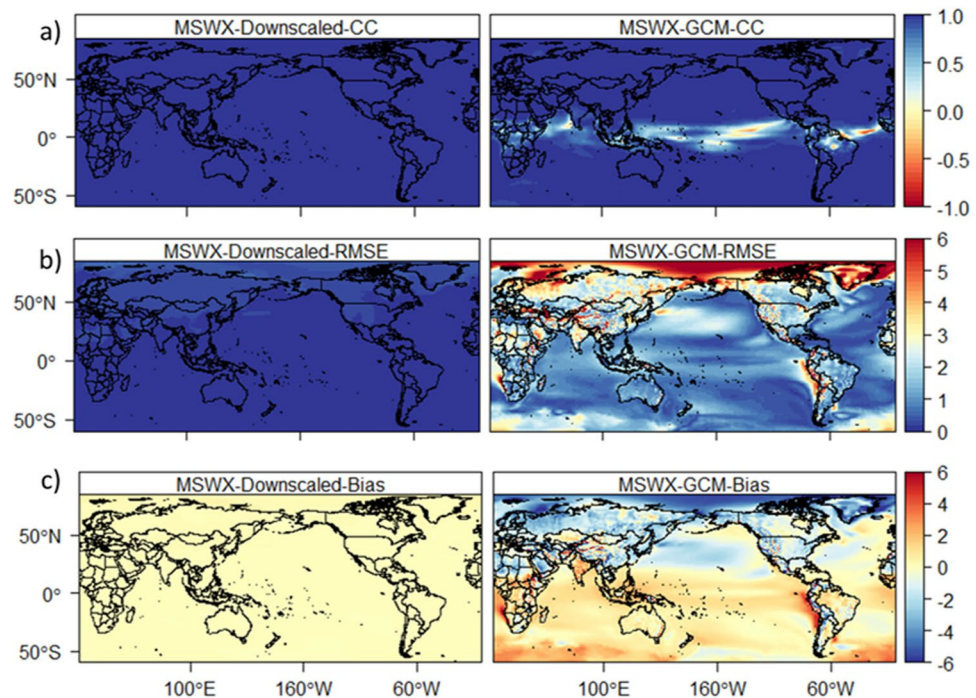 a)
MSWX-Downscaled-CC
MSWX-GCM-CC
50°N
0°
50°S
1.0
0.5
0.0
-0.5
-1.0
b)
MSWX-Downscaled-RMSE
MSWX-GCM-RMSE
50°N
0°
50°S
6
5
4
3
2
1
0
c)
MSWX-Downscaled-Bias
MSWX-GCM-Bias
50°N
0°
50°S
6
4
2
0
-2
-4
-6
100°E 160°W 60°W
100°E 160°W 60°W